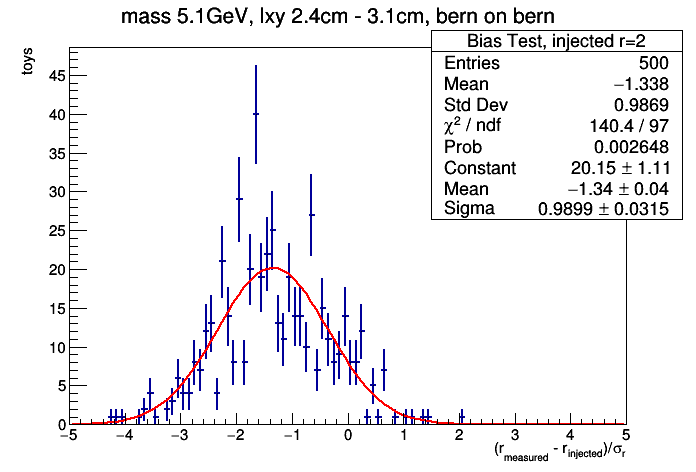 mass 5.1GeV, lxy 2.4cm - 3.1cm, bern on bern
Bias Test, injected r=2
Entries 500
Mean −1.338
Std Dev 0.9869
χ² / ndf 140.4 / 97
Prob 0.002648
Constant 20.15 ± 1.11
Mean −1.34 ± 0.04
Sigma 0.9899 ± 0.0315
toys
45
40
35
30
25
20
15
10
5
0
−5 −4 −3 −2 −1 0 1 2 3 4 5
(r_measured - r_injected)/σ_r